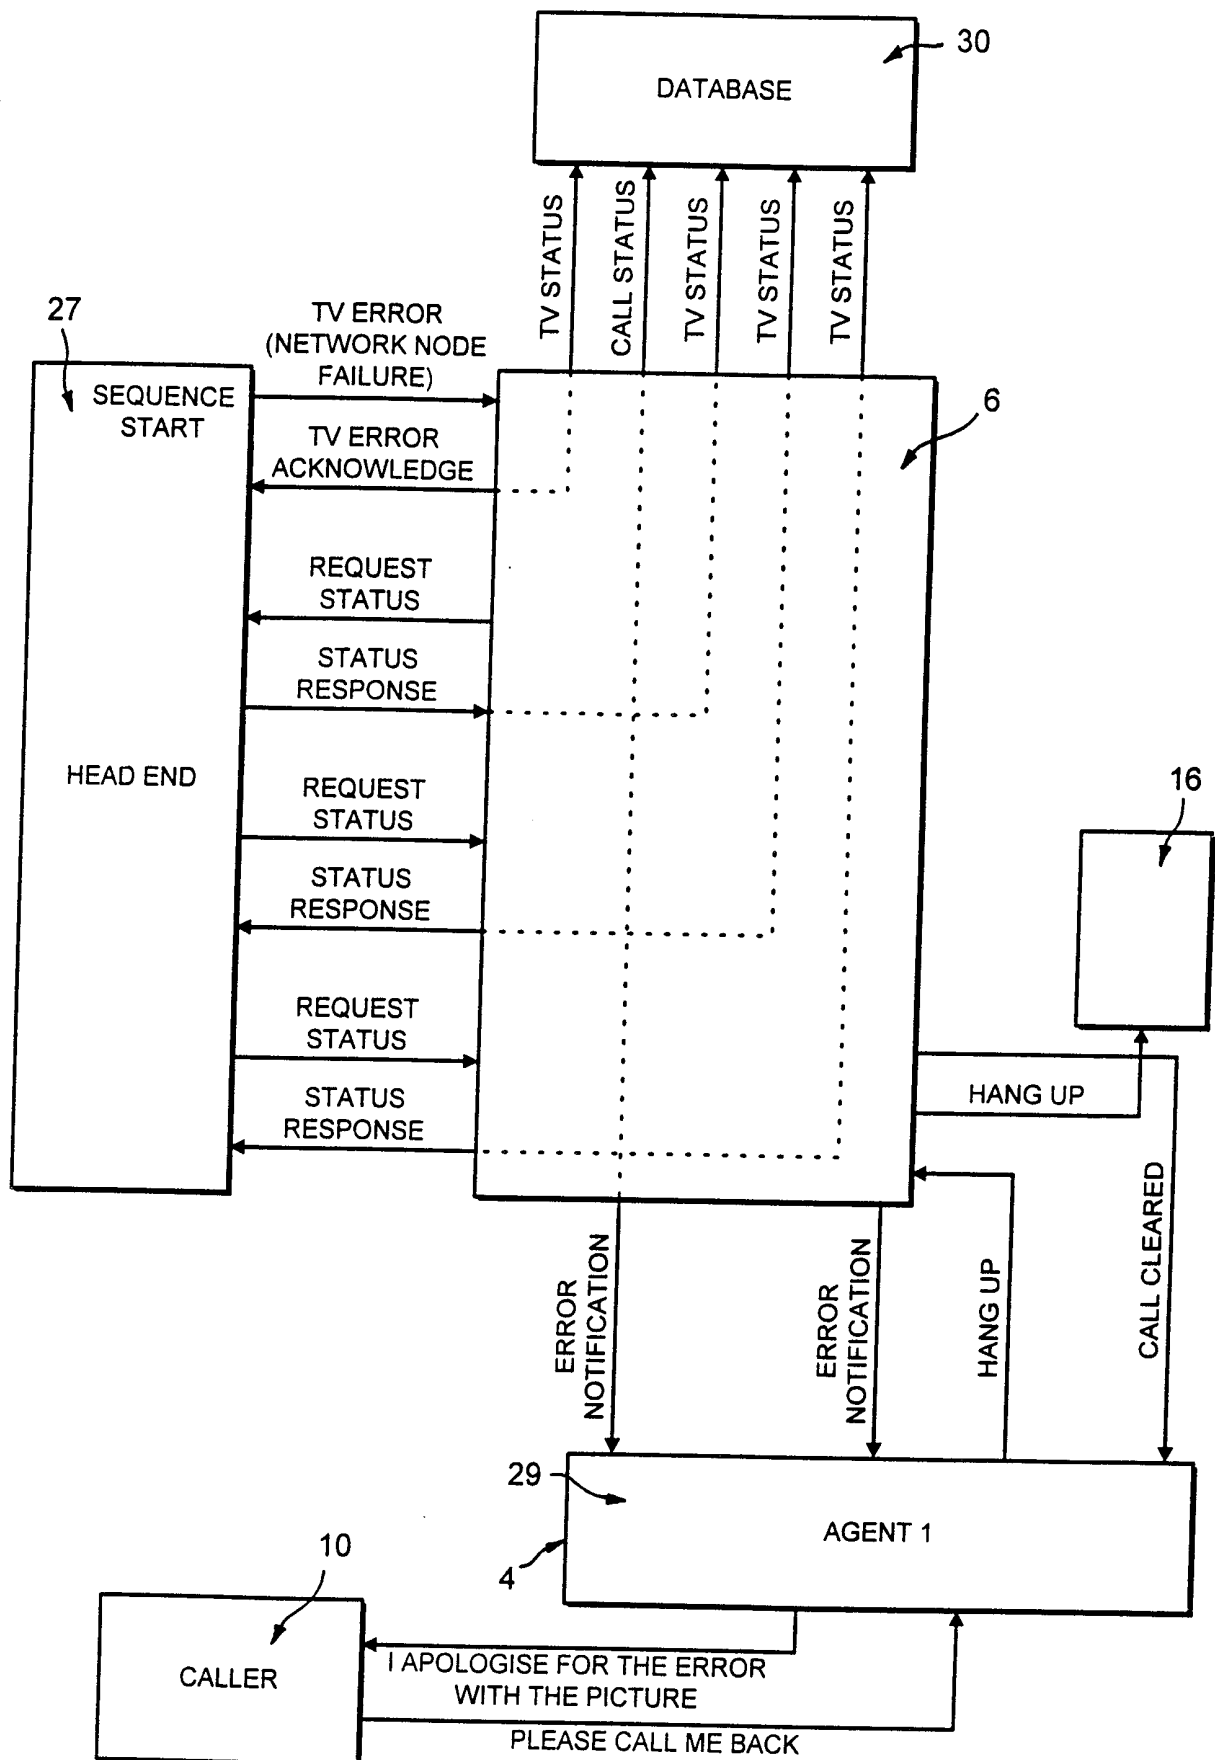 30
DATABASE
TV STATUS
CALL STATUS
TV STATUS
TV STATUS
TV STATUS
27
TV ERROR
(NETWORK NODE
FAILURE)
SEQUENCE
START
6
TV ERROR
ACKNOWLEDGE
REQUEST
STATUS
STATUS
RESPONSE
HEAD END
REQUEST
STATUS
16
STATUS
RESPONSE
REQUEST
STATUS
STATUS
RESPONSE
HANG UP
ERROR
NOTIFICATION
ERROR
NOTIFICATION
HANG UP
CALL CLEARED
29
AGENT 1
4
10
CALLER
I APOLOGISE FOR THE ERROR
WITH THE PICTURE
PLEASE CALL ME BACK